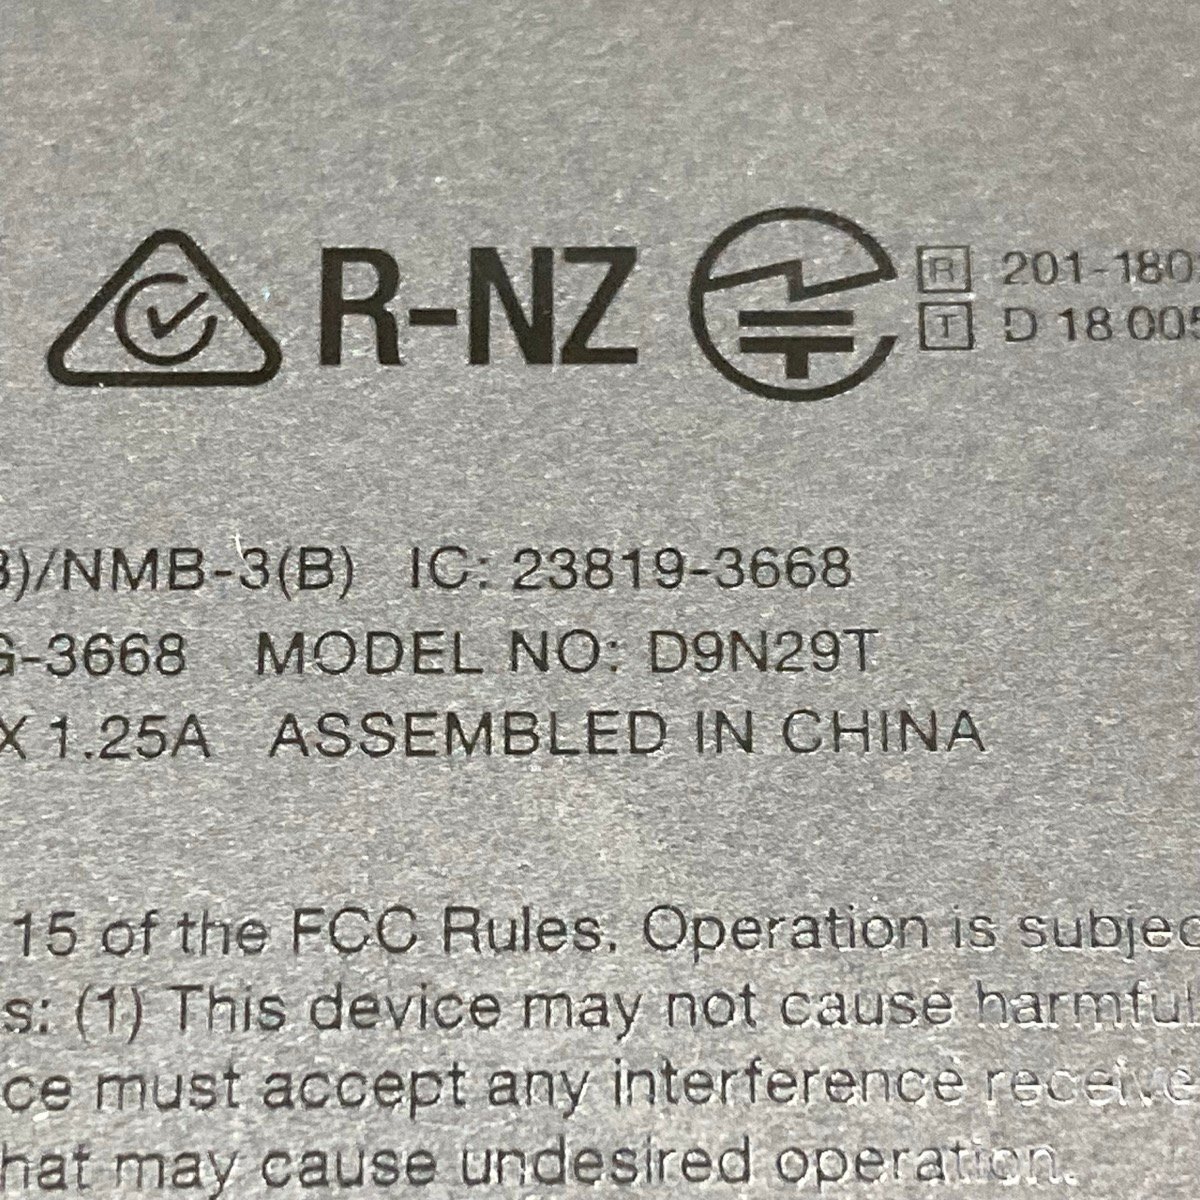 R-NZ R 201-180
T D 18 005
B)/NMB-3(B) IC: 23819-3668
G-3668 MODEL NO: D9N29T
X 1.25A ASSEMBLED IN CHINA
15 of the FCC Rules. Operation is subjec
s: (1) This device may not cause harmful
ce must accept any interference receive
hat may cause undesired operation.